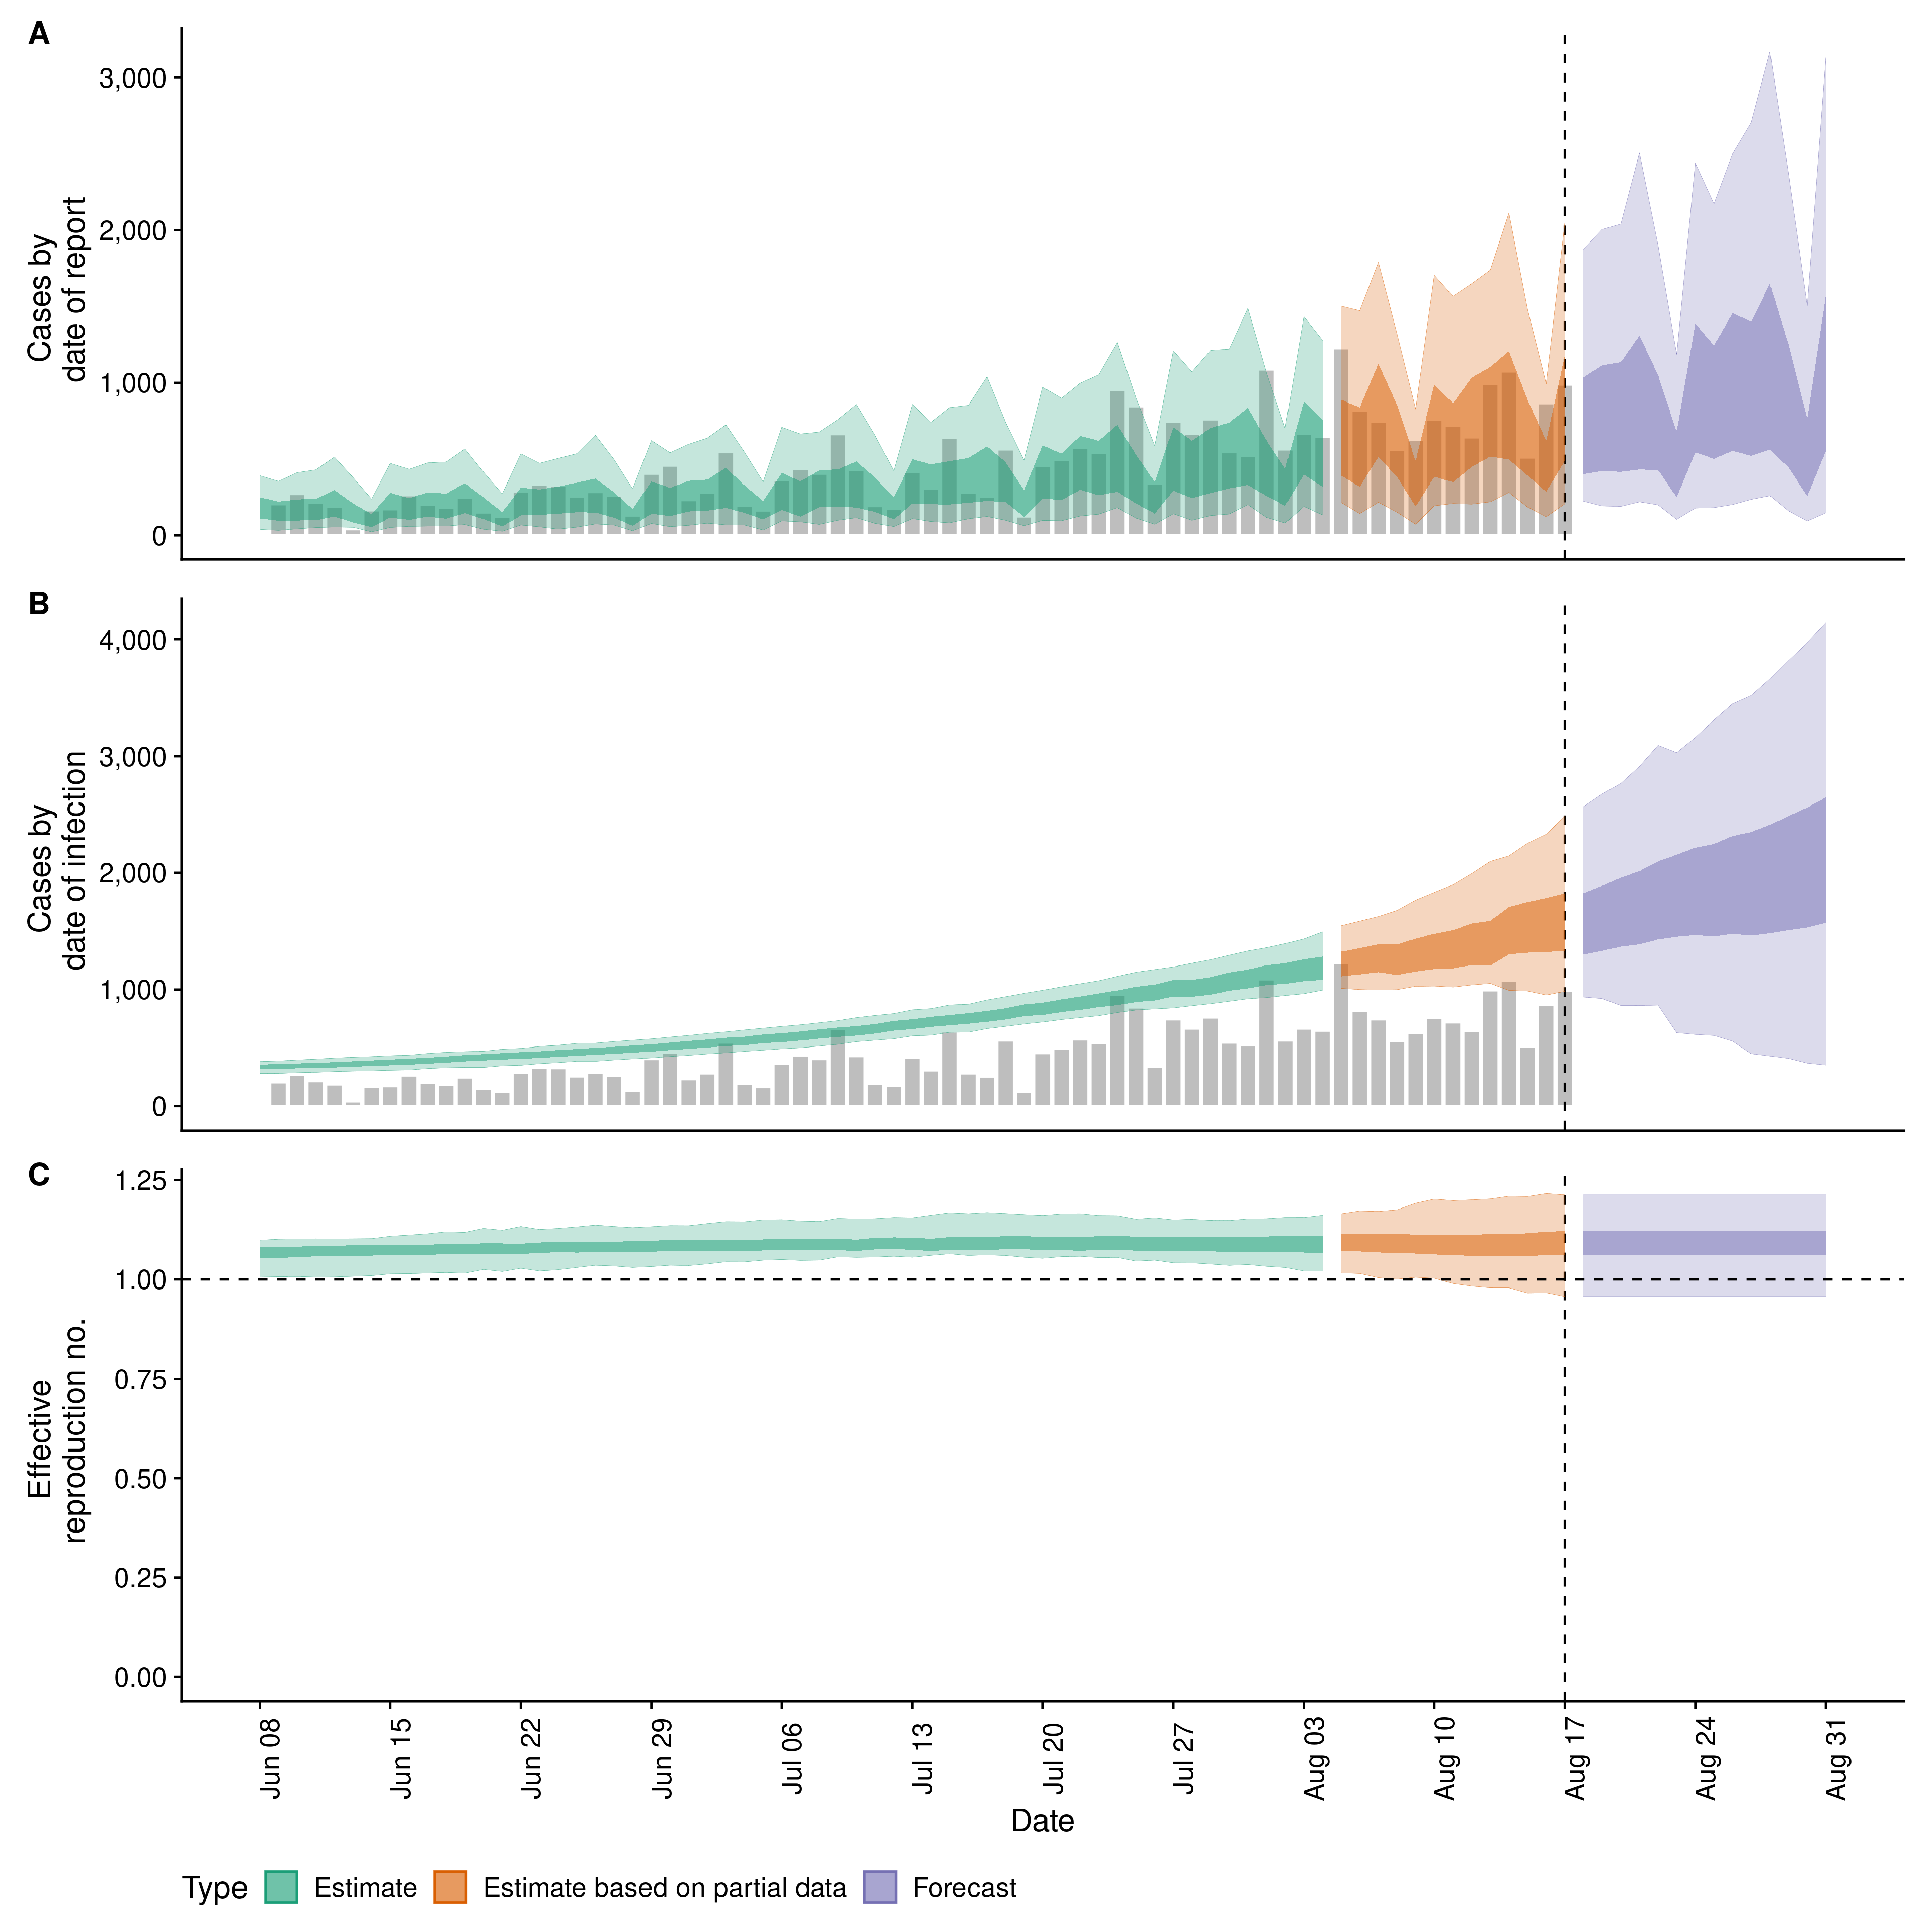 A
Cases by
date of report
3,000
2,000
1,000
0
B
Cases by
date of infection
4,000
3,000
2,000
1,000
0
C
Effective
reproduction no.
1.25
1.00
0.75
0.50
0.25
0.00
Jun 08
Jun 15
Jun 22
Jun 29
Jul 06
Jul 13
Jul 20
Jul 27
Aug 03
Aug 10
Aug 17
Aug 24
Aug 31
Date
Type Estimate Estimate based on partial data Forecast